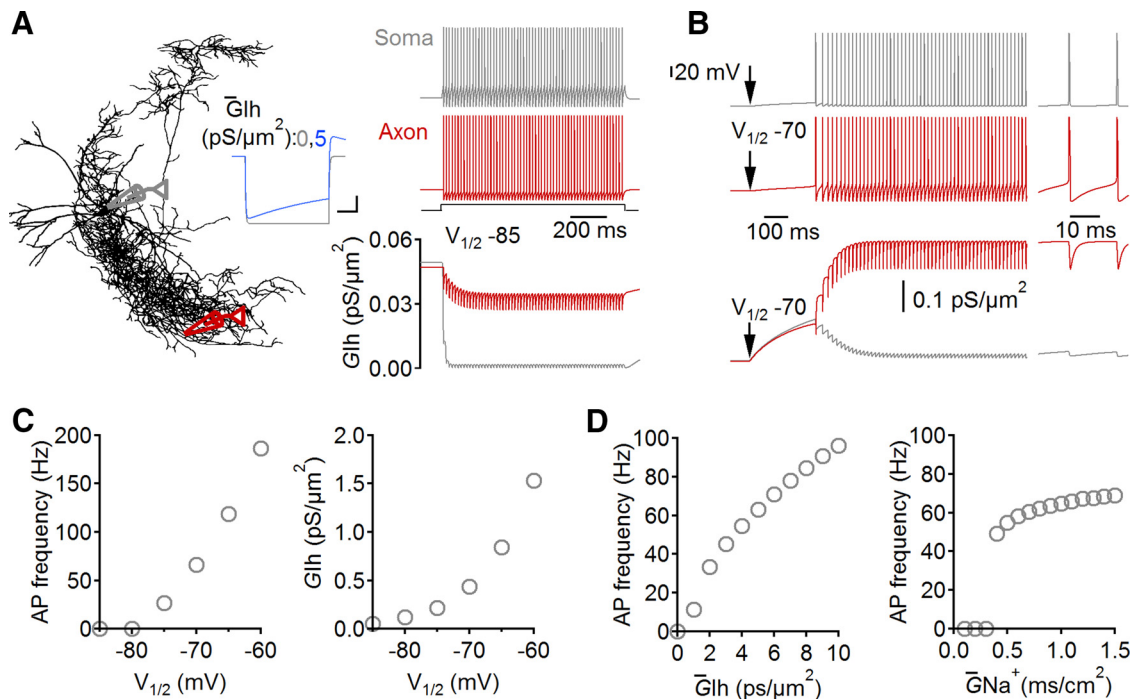 A
G̅Ih
(pS/µm²):0,5
Soma
Axon
200 ms
V1/2 -85
0.06
0.03
0.00
GIh (pS/µm²)
B
20 mV
V1/2 -70
100 ms
10 ms
0.1 pS/µm²
V1/2 -70
C
AP frequency (Hz)
200
150
100
50
0
-80
-70
-60
V1/2 (mV)
GIh (pS/µm²)
2.0
1.5
1.0
0.5
0.0
-80
-70
-60
V1/2 (mV)
D
AP frequency (Hz)
100
80
60
40
20
0
0
2
4
6
8
10
G̅Ih (ps/µm²)
AP frequency (Hz)
100
80
60
40
20
0
0.0
0.5
1.0
1.5
G̅Na⁺(ms/cm²)